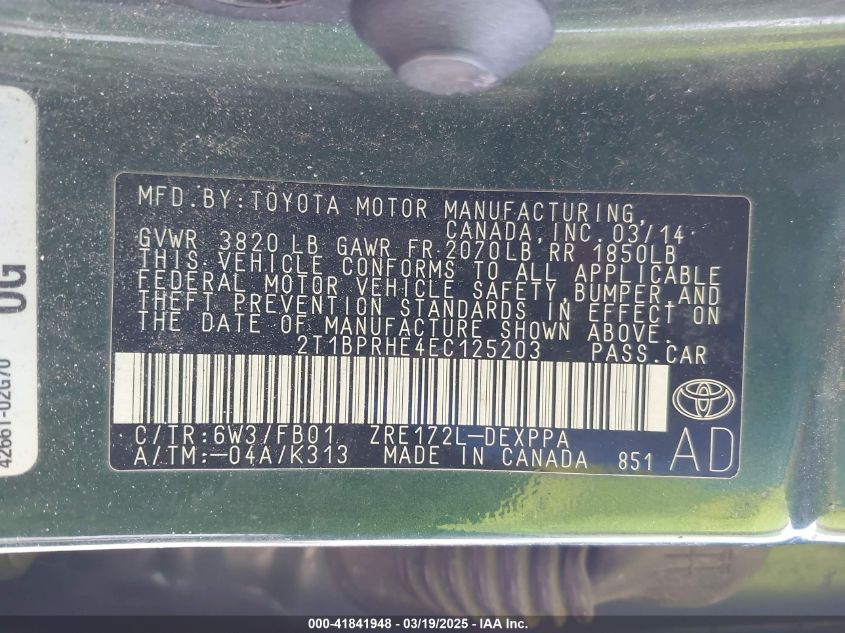 MFD.BY:TOYOTA MOTOR MANUFACTURING,
CANADA,INC. 03/14
GVWR 3820LB GAWR FR 2070LB RR 1850LB
THIS VEHICLE CONFORMS TO ALL APPLICABLE
FEDERAL MOTOR VEHICLE SAFETY,BUMPER,AND
THEFT PREVENTION STANDARDS IN EFFECT ON
THE DATE OF MANUFACTURE SHOWN ABOVE.
2T1BPRHE4EC125203 PASS.CAR
C/TR:6W3/FB01 ZRE172L-DEXPPA
A/TM:-04A/K313 MADE IN CANADA 851 AD
0G
42661-02G70
000-41841948 - 03/19/2025 - IAA Inc.